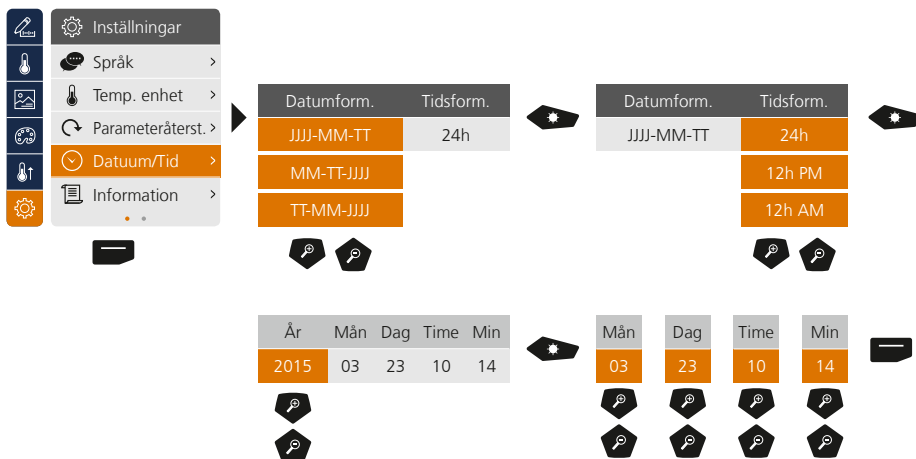 Inställningar
Språk
Temp. enhet
Parameteråterst.
Datuum/Tid
Information
Datumform. Tidsform.
JJJJ-MM-TT 24h
MM-TT-JJJJ
TT-MM-JJJJ
Datumform. Tidsform.
JJJJ-MM-TT 24h
12h PM
12h AM
År Mån Dag Time Min
2015 03 23 10 14
Mån Dag Time Min
03 23 10 14